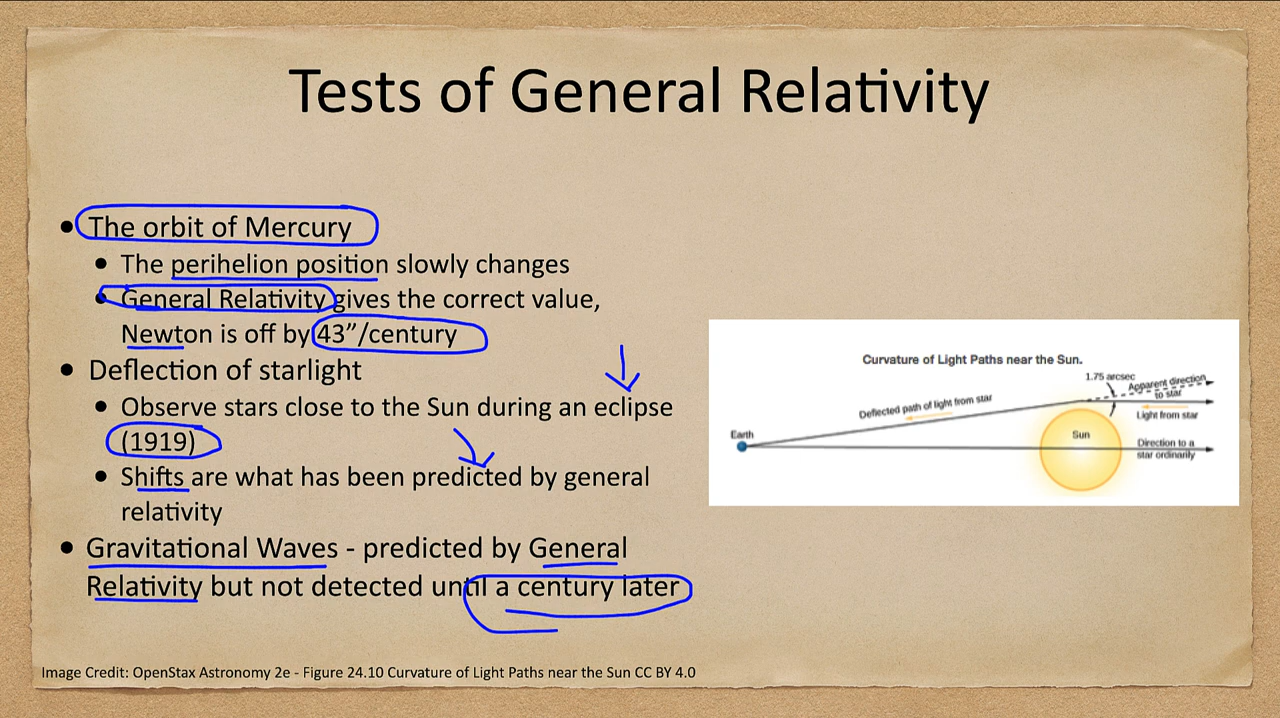 Tests of General Relativity
• The orbit of Mercury
• The perihelion position slowly changes
• General Relativity gives the correct value,
Newton is off by 43”/century
• Deflection of starlight
• Observe stars close to the Sun during an eclipse
(1919)
• Shifts are what has been predicted by general
relativity
• Gravitational Waves - predicted by General
Relativity but not detected until a century later
Curvature of Light Paths near the Sun.
1.75 arcsec
Apparent direction
to star
Deflected path of light from star
Light from star
Earth
Sun
Direction to a
star ordinarily
Image Credit: OpenStax Astronomy 2e - Figure 24.10 Curvature of Light Paths near the Sun CC BY 4.0